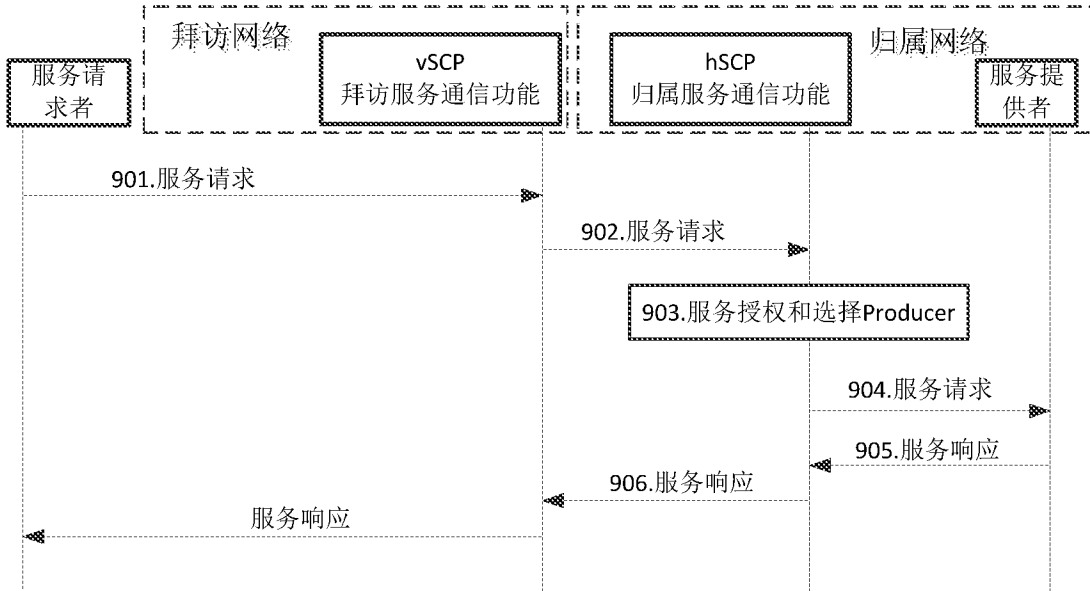 拜访网络
归属网络
服务请
求者
vSCP
拜访服务通信功能
hSCP
归属服务通信功能
服务提
供者
901.服务请求
902.服务请求
903.服务授权和选择Producer
904.服务请求
905.服务响应
906.服务响应
服务响应